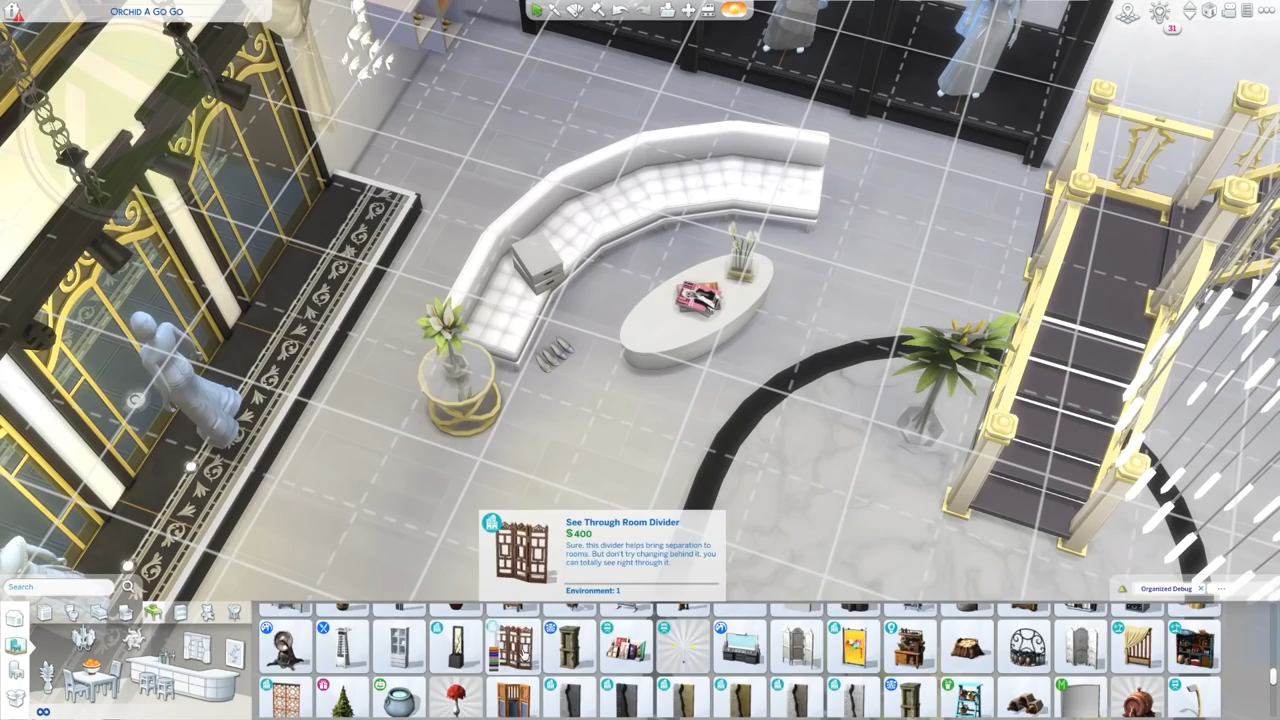 ORCHID A GO GO
31
See Through Room Divider
§400
Sure, this divider helps bring separation to
rooms. But don't try changing behind it, you
can totally see right through it.
Environment: 1
Search
Organized Debug